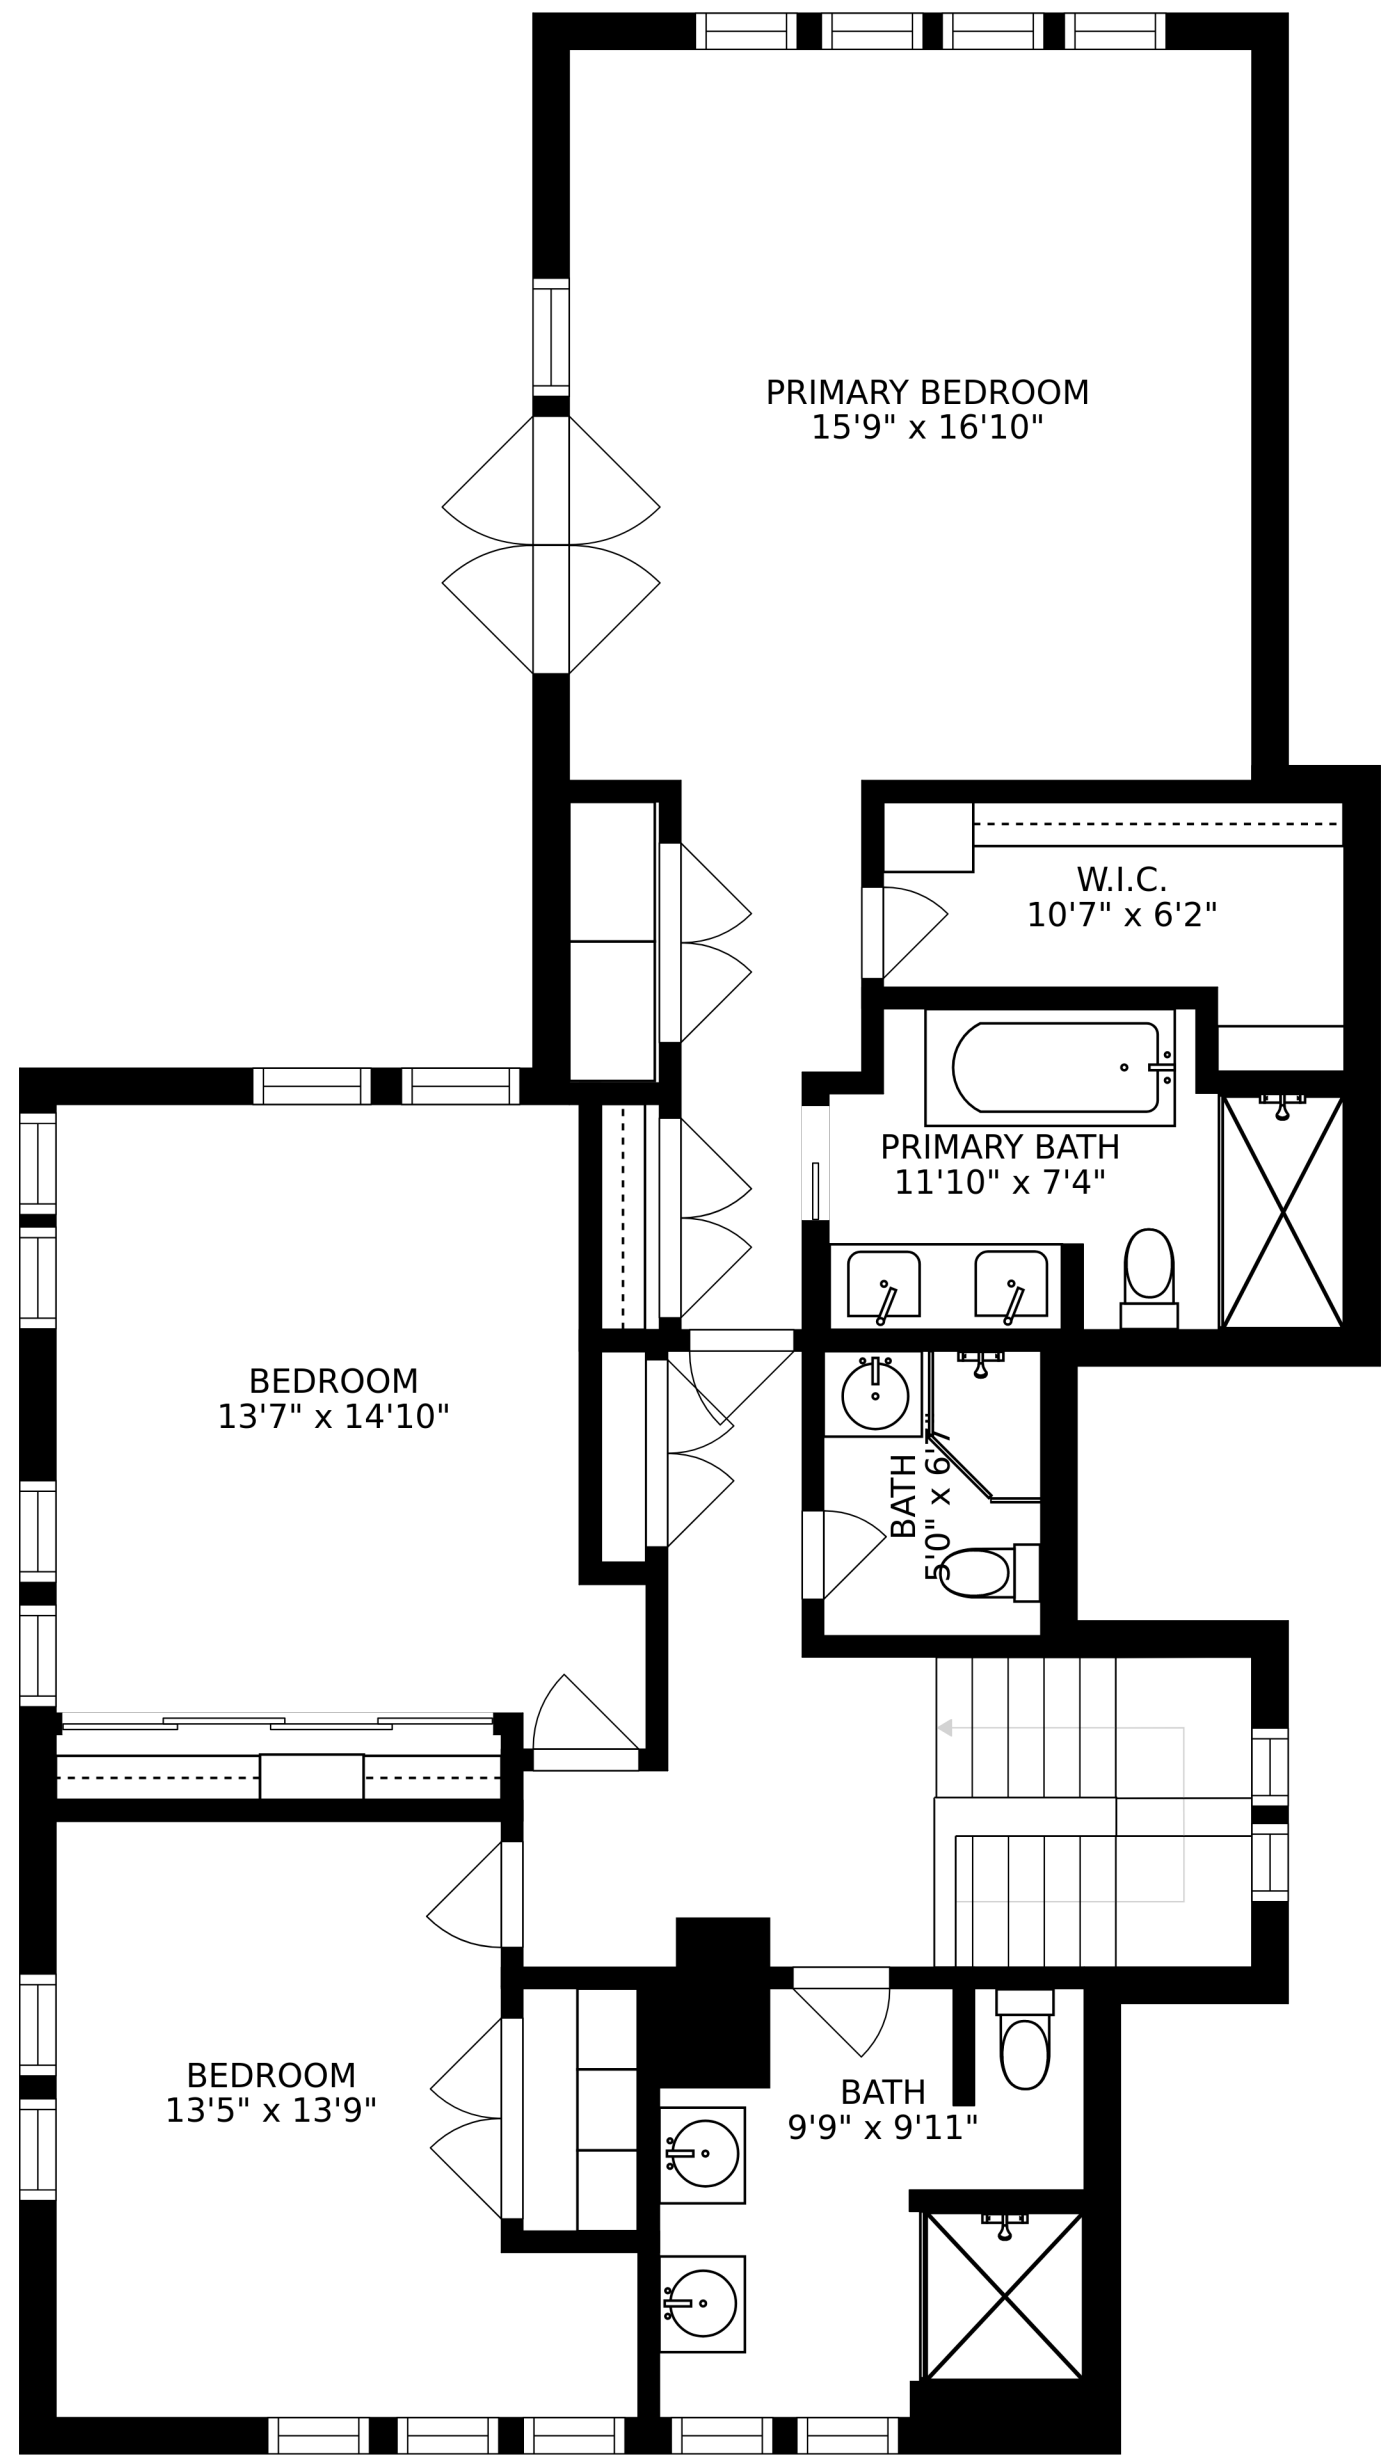 PRIMARY BEDROOM
15'9" x 16'10"
W.I.C.
10'7" x 6'2"
PRIMARY BATH
11'10" x 7'4"
BEDROOM
13'7" x 14'10"
BATH
5'0" x 6'7"
BEDROOM
13'5" x 13'9"
BATH
9'9" x 9'11"